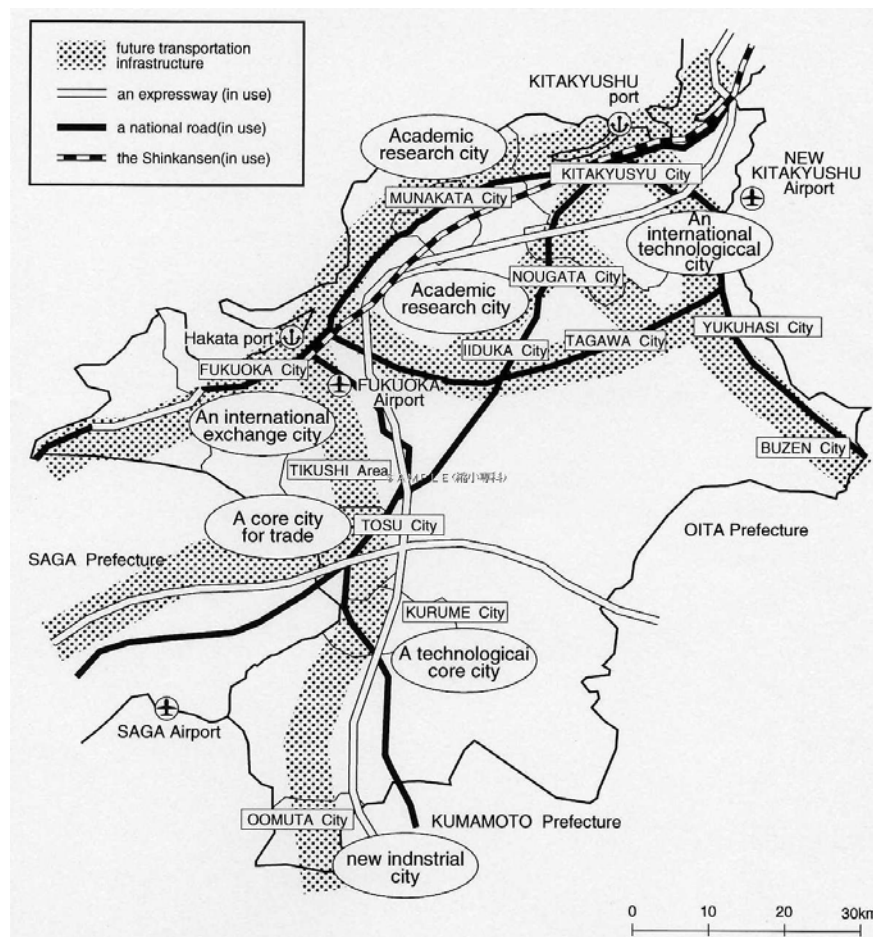 future transportation
infrastructure
an expressway (in use)
a national road(in use)
the Shinkansen(in use)
KITAKYUSHU
port
Academic
research city
KITAKYUSYU City
NEW
KITAKYUSHU
Airport
MUNAKATA City
An
international
technologiccal
city
NOUGATA City
Academic
research city
Hakata port
YUKUHASI City
TAGAWA City
IIDUKA City
FUKUOKA City
FUKUOKA
Airport
An international
exchange city
BUZEN City
TIKUSHI Area
SAMPLE
A core city
for trade
TOSU City
OITA Prefecture
SAGA Prefecture
KURUME City
A technologicai
core city
SAGA Airport
OOMUTA City
KUMAMOTO Prefecture
new indnstrial
city
0 10 20 30km